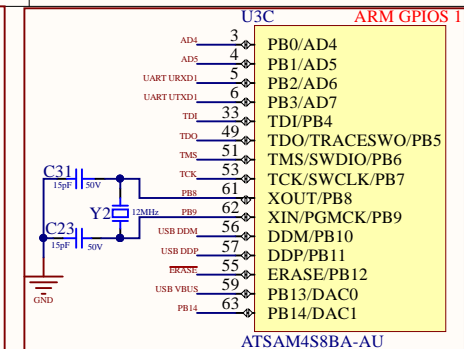 U3C ARM GPIOS 1
AD4 3 PB0/AD4
AD5 4 PB1/AD5
UART URXD1 5 PB2/AD6
UART UTXD1 6 PB3/AD7
TDI 33 TDI/PB4
TDO 49 TDO/TRACESWO/PB5
TMS 51 TMS/SWDIO/PB6
TCK 53 TCK/SWCLK/PB7
C31
15pF 50V
PB8 61 XOUT/PB8
Y2 12MHz
PB9 62 XIN/PGMCK/PB9
C23
15pF 50V
USB DDM 56 DDM/PB10
USB DDP 57 DDP/PB11
ERASE 55 ERASE/PB12
USB VBUS 59 PB13/DAC0
PB14 63 PB14/DAC1
GND
ATSAM4S8BA-AU